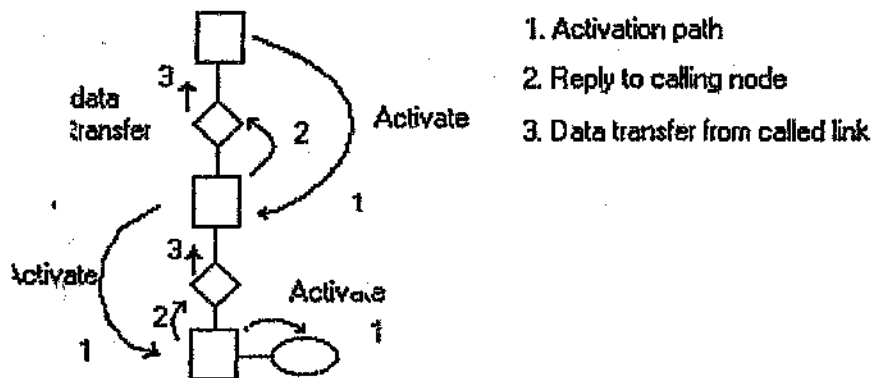 1. Activation path
3
2. Reply to calling node
data
transfer
2
Activate
3. Data transfer from called link
1
3
Activate
Activate
2
1
1